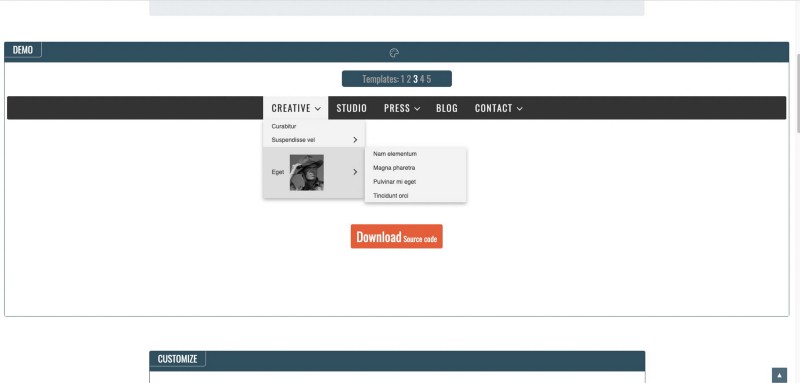 DEMO
Templates: 1 2 3 4 5
CREATIVE STUDIO PRESS BLOG CONTACT
Curabitur
Suspendisse vel
Eget
Nam elementum
Magna pharetra
Pulvinar mi eget
Tincidunt orci
Download Source code
CUSTOMIZE